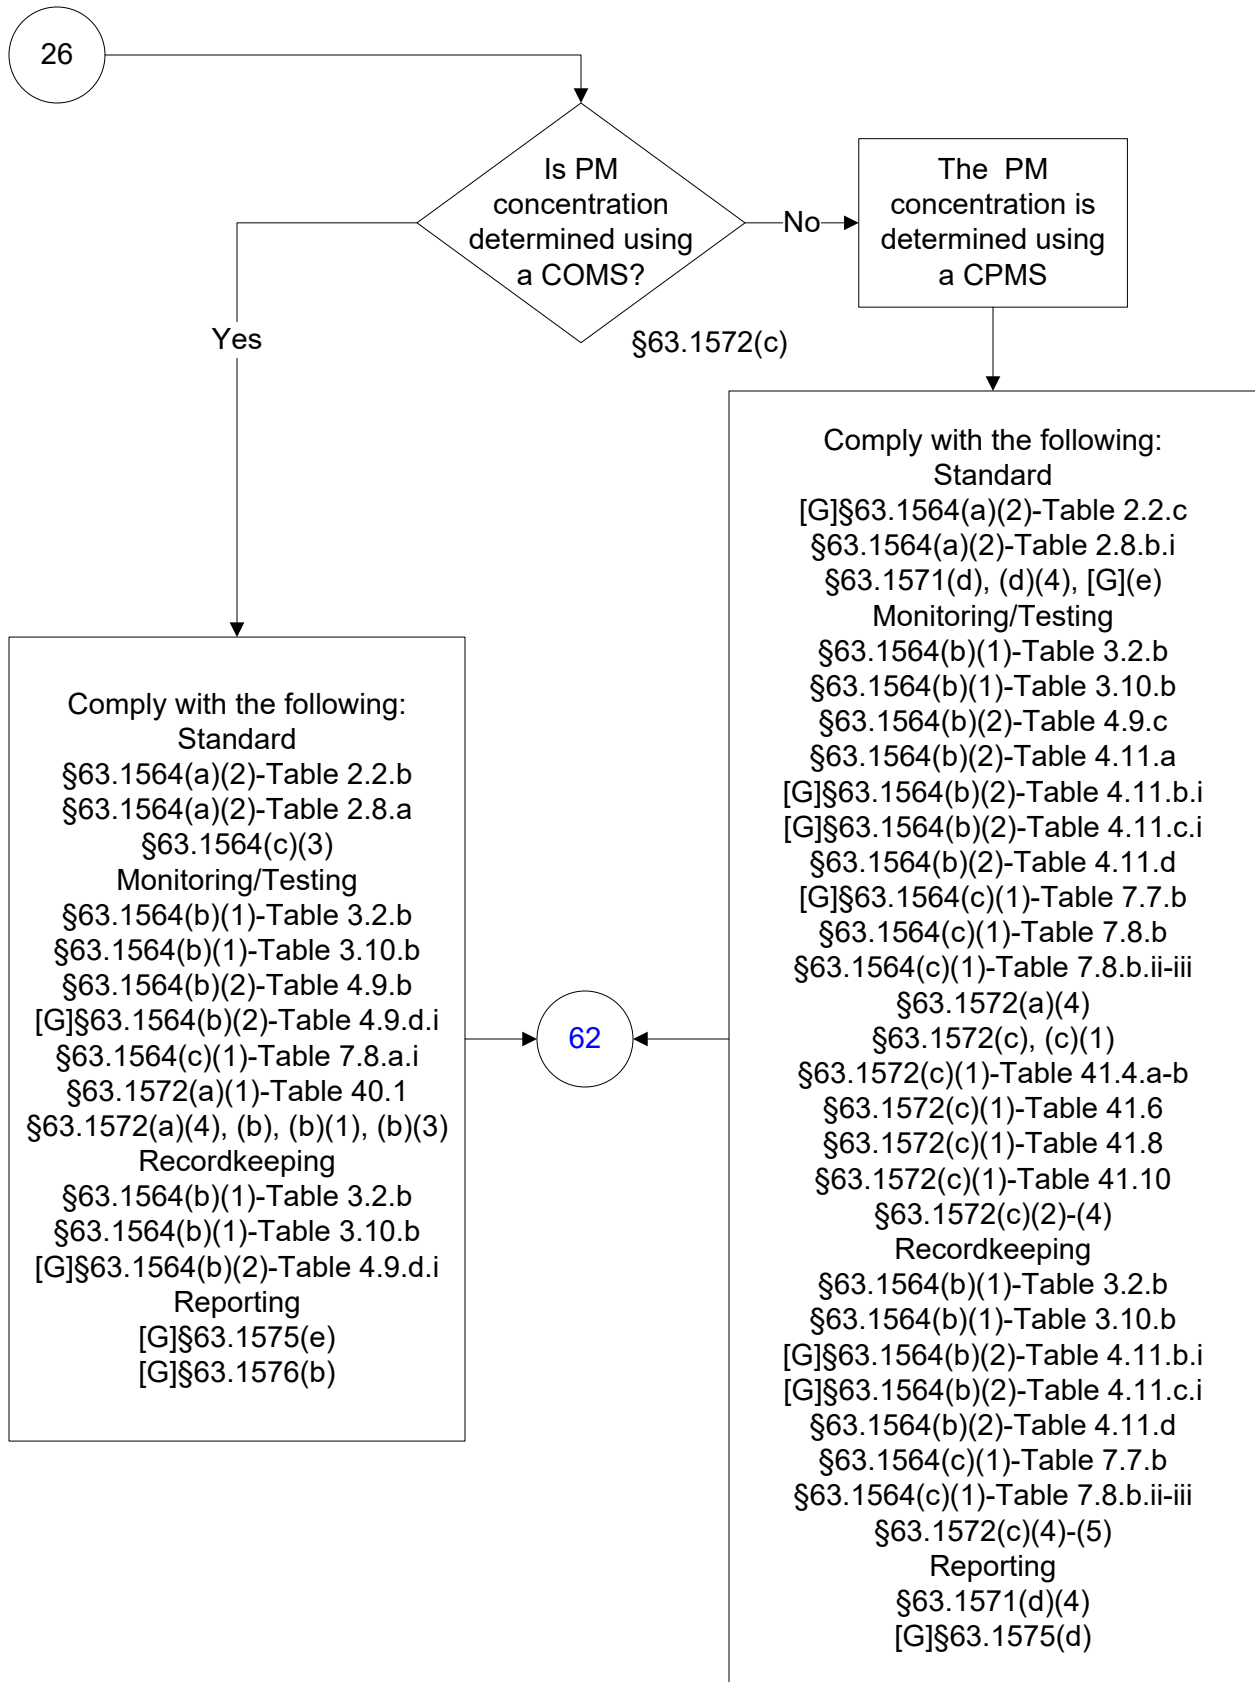 26
Is PM
concentration
determined using
a COMS?
No
The PM
concentration is
determined using
a CPMS
Yes
§63.1572(c)
Comply with the following:
Standard
§63.1564(a)(2)-Table 2.2.b
§63.1564(a)(2)-Table 2.8.a
§63.1564(c)(3)
Monitoring/Testing
§63.1564(b)(1)-Table 3.2.b
§63.1564(b)(1)-Table 3.10.b
§63.1564(b)(2)-Table 4.9.b
[G]§63.1564(b)(2)-Table 4.9.d.i
§63.1564(c)(1)-Table 7.8.a.i
§63.1572(a)(1)-Table 40.1
§63.1572(a)(4), (b), (b)(1), (b)(3)
Recordkeeping
§63.1564(b)(1)-Table 3.2.b
§63.1564(b)(1)-Table 3.10.b
[G]§63.1564(b)(2)-Table 4.9.d.i
Reporting
[G]§63.1575(e)
[G]§63.1576(b)
62
Comply with the following:
Standard
[G]§63.1564(a)(2)-Table 2.2.c
§63.1564(a)(2)-Table 2.8.b.i
§63.1571(d), (d)(4), [G](e)
Monitoring/Testing
§63.1564(b)(1)-Table 3.2.b
§63.1564(b)(1)-Table 3.10.b
§63.1564(b)(2)-Table 4.9.c
§63.1564(b)(2)-Table 4.11.a
[G]§63.1564(b)(2)-Table 4.11.b.i
[G]§63.1564(b)(2)-Table 4.11.c.i
§63.1564(b)(2)-Table 4.11.d
[G]§63.1564(c)(1)-Table 7.7.b
§63.1564(c)(1)-Table 7.8.b
§63.1564(c)(1)-Table 7.8.b.ii-iii
§63.1572(a)(4)
§63.1572(c), (c)(1)
§63.1572(c)(1)-Table 41.4.a-b
§63.1572(c)(1)-Table 41.6
§63.1572(c)(1)-Table 41.8
§63.1572(c)(1)-Table 41.10
§63.1572(c)(2)-(4)
Recordkeeping
§63.1564(b)(1)-Table 3.2.b
§63.1564(b)(1)-Table 3.10.b
[G]§63.1564(b)(2)-Table 4.11.b.i
[G]§63.1564(b)(2)-Table 4.11.c.i
§63.1564(b)(2)-Table 4.11.d
§63.1564(c)(1)-Table 7.7.b
§63.1564(c)(1)-Table 7.8.b.ii-iii
§63.1572(c)(4)-(5)
Reporting
§63.1571(d)(4)
[G]§63.1575(d)